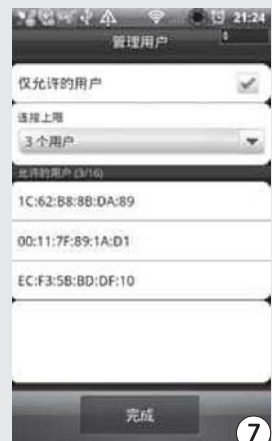 21:24
管理用户
仅允许的用户
连接上限
3 个用户
允许的用户 (3/16)
1C:62:B8:8B:DA:89
00:11:7F:89:1A:D1
EC:F3:5B:BD:DF:10
完成
7